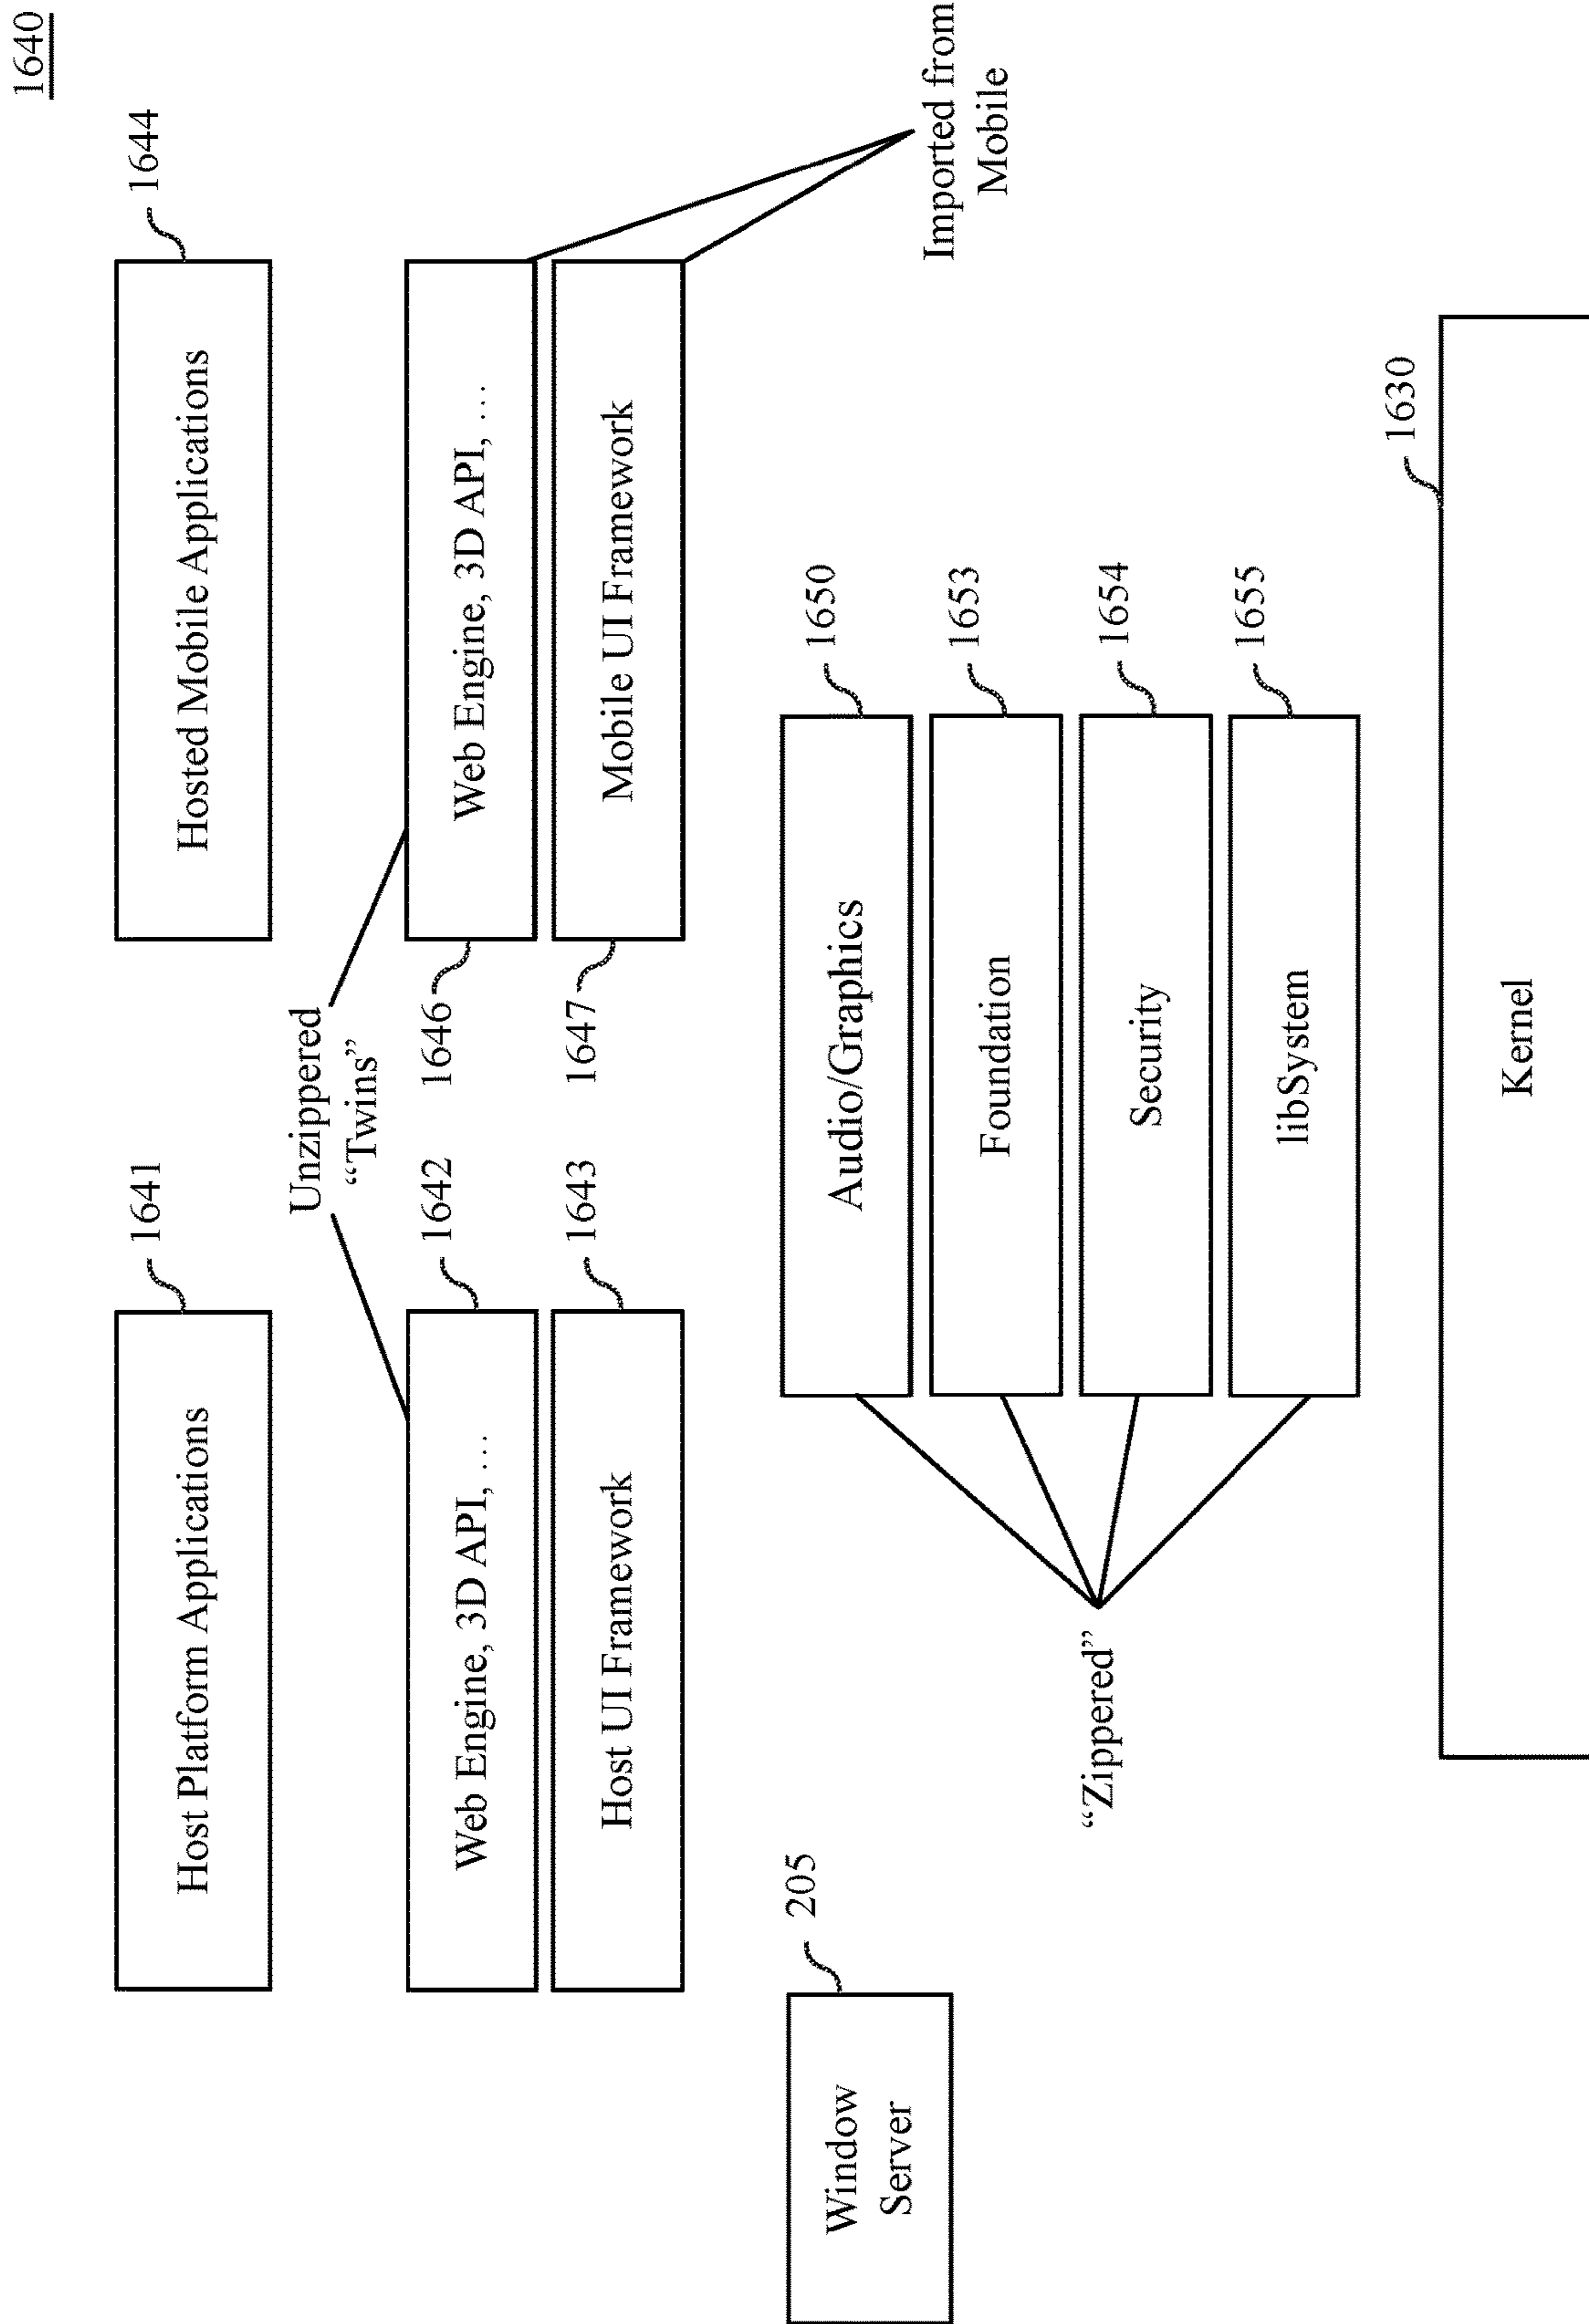 1640
1641
1644
Host Platform Applications
Hosted Mobile Applications
Unzippered
“Twins”
1642
1646
Web Engine, 3D API, …
Web Engine, 3D API, …
1643
1647
Host UI Framework
Mobile UI Framework
Imported from
Mobile
205
Window
Server
1650
Audio/Graphics
1653
Foundation
“Zippered”
1654
Security
1655
libSystem
1630
Kernel